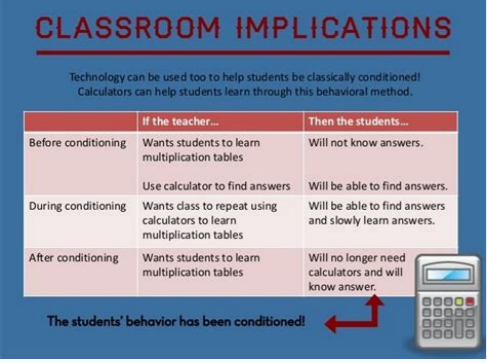 CLASSROOM IMPLICATIONS
Technology can be used too to help students be classically conditioned!
Calculators can help students learn through this behavioral method.
If the teacher... Then the students...
Before conditioning Wants students to learn Will not know answers.
multiplication tables
Use calculator to find answers Will be able to find answers.
During conditioning Wants class to repeat using Will be able to find answers
calculators to learn and slowly learn answers.
multiplication tables
After conditioning Wants students to learn Will no longer need
multiplication tables calculators and will
know answer.
The students' behavior has been conditioned!